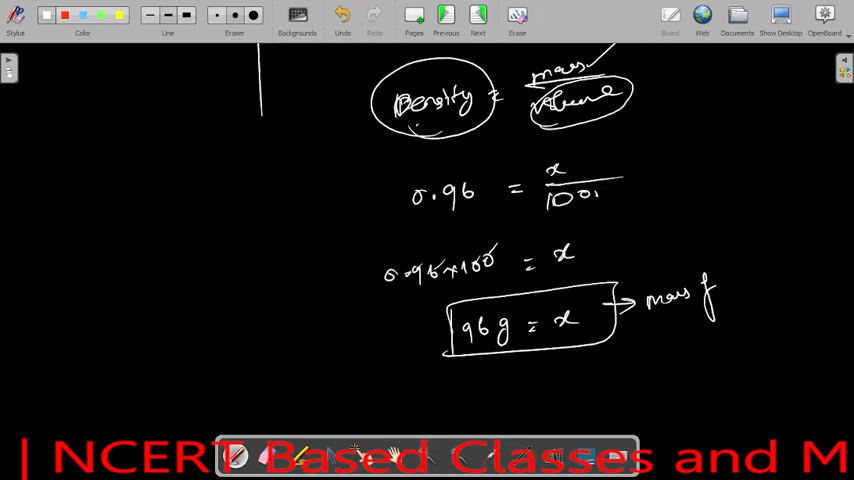 Stylus
Color
Line
Eraser
Backgrounds
Undo
Redo
Pages
Previous
Next
Erase
Board
Web
Documents
Show Desktop
OpenBoard
Density = mass
volume
0.96 = x
100
0.96 x 100 = x
96 g = x → mass f
| NCERT Based Classes and M